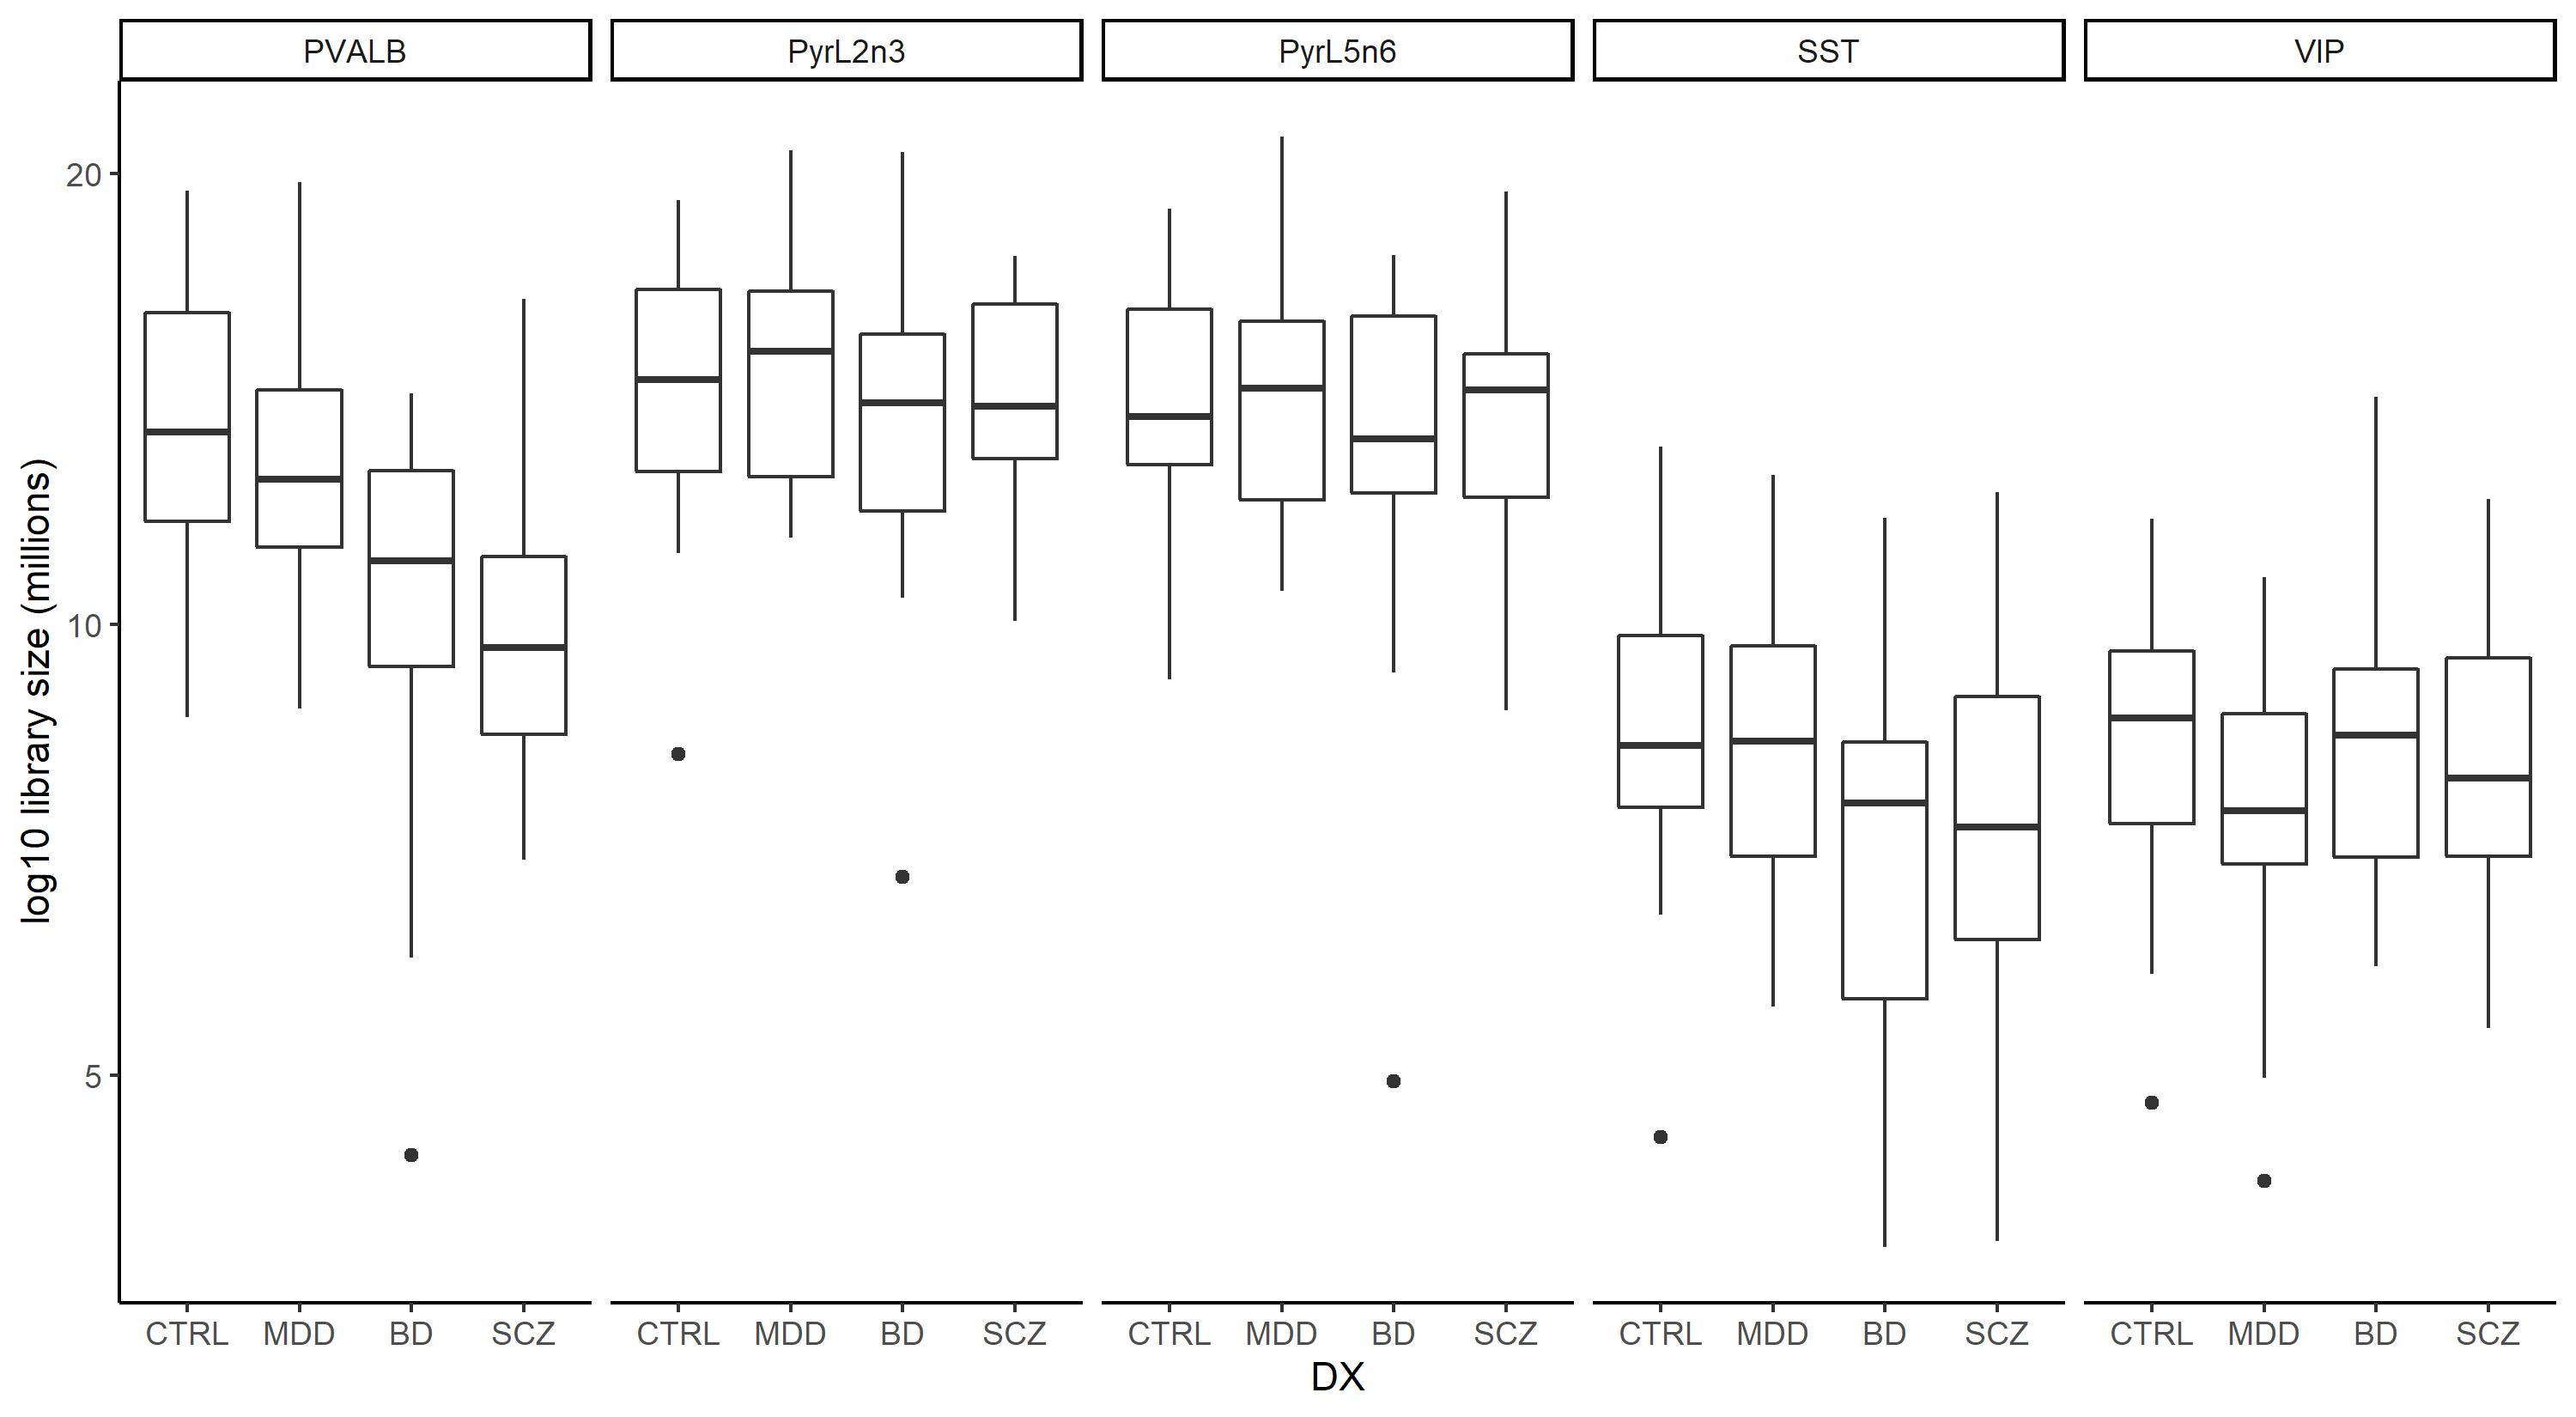 PVALB PyrL2n3 PyrL5n6 SST VIP
log10 library size (millions)
20
10
5
CTRL MDD BD SCZ CTRL MDD BD SCZ CTRL MDD BD SCZ CTRL MDD BD SCZ CTRL MDD BD SCZ
DX